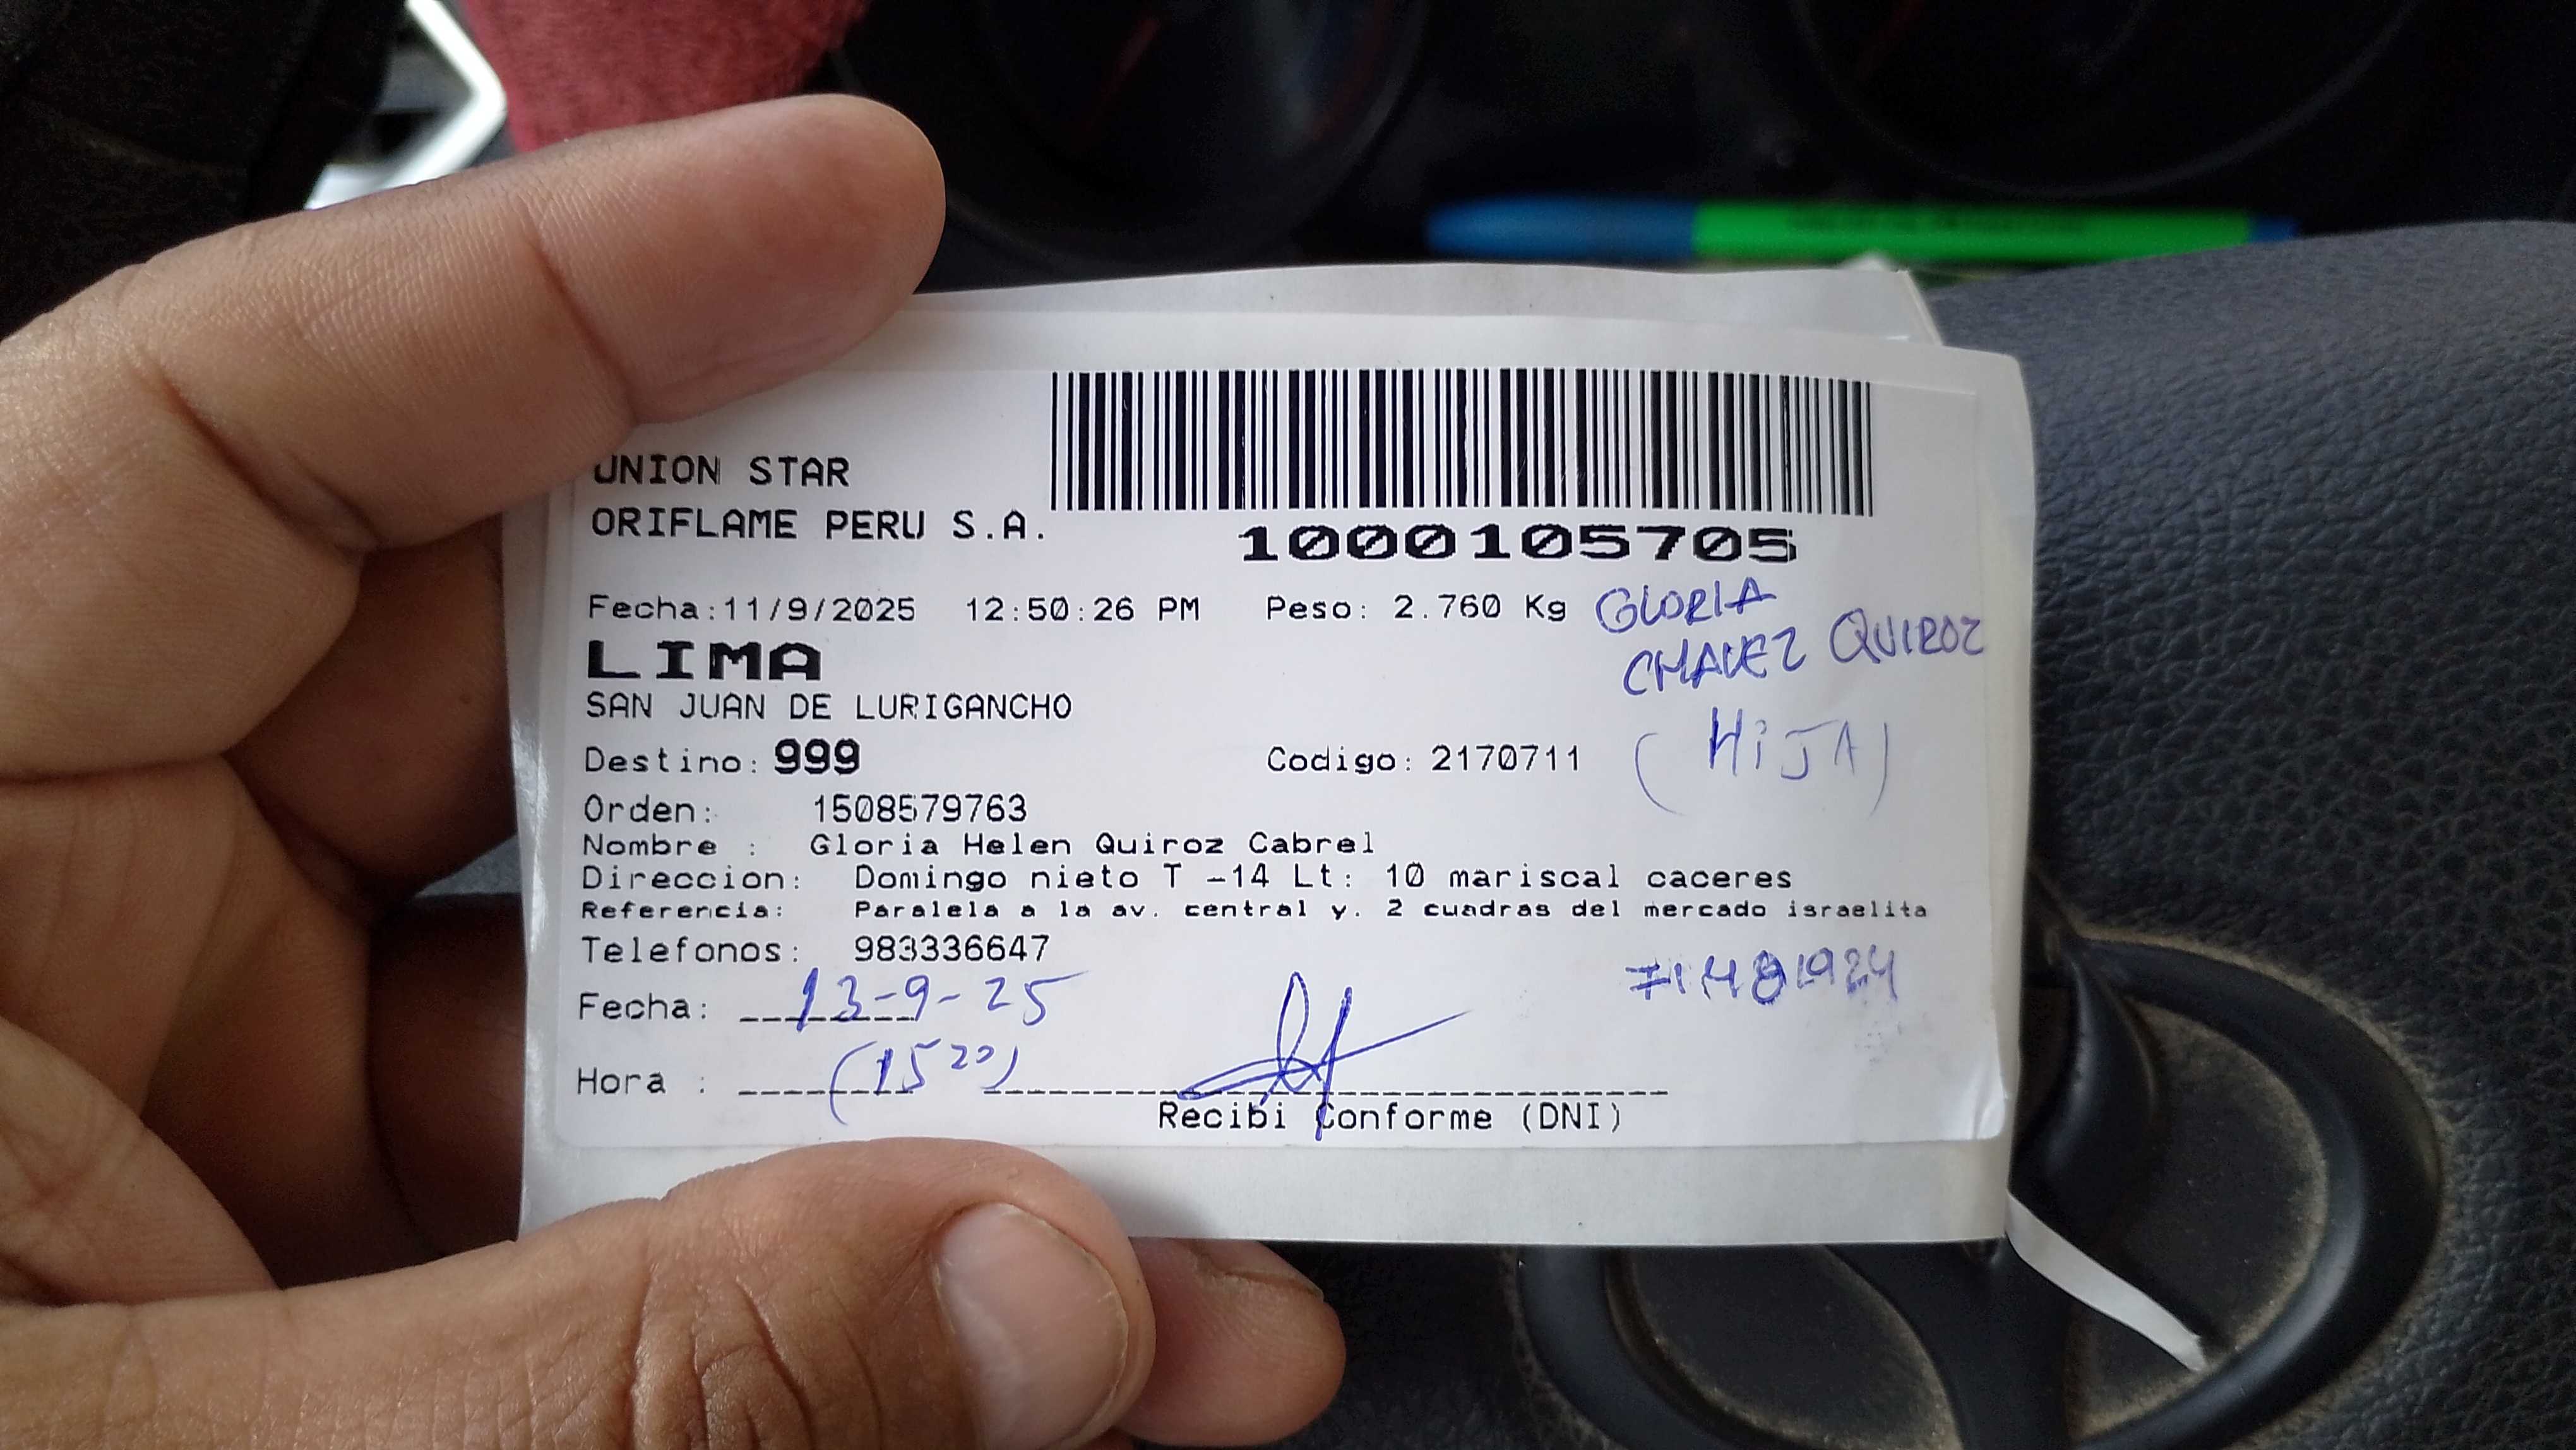 UNION STAR
ORIFLAME PERU S.A.
1000105705
Fecha:11/9/2025 12:50:26 PM Peso: 2.760 Kg
GLORIA
CHAVEZ QUIROZ
(HIJA)
LIMA
SAN JUAN DE LURIGANCHO
Destino: 999 Codigo: 2170711
Orden: 1508579763
Nombre : Gloria Helen Quiroz Cabrel
Direccion: Domingo nieto T -14 Lt: 10 mariscal caceres
Referencia: Paralela a la av. central y. 2 cuadras del mercado israelita
Telefonos: 983336647
Fecha: 13-9-25
Hora : (15 20)
Recibi Conforme (DNI)